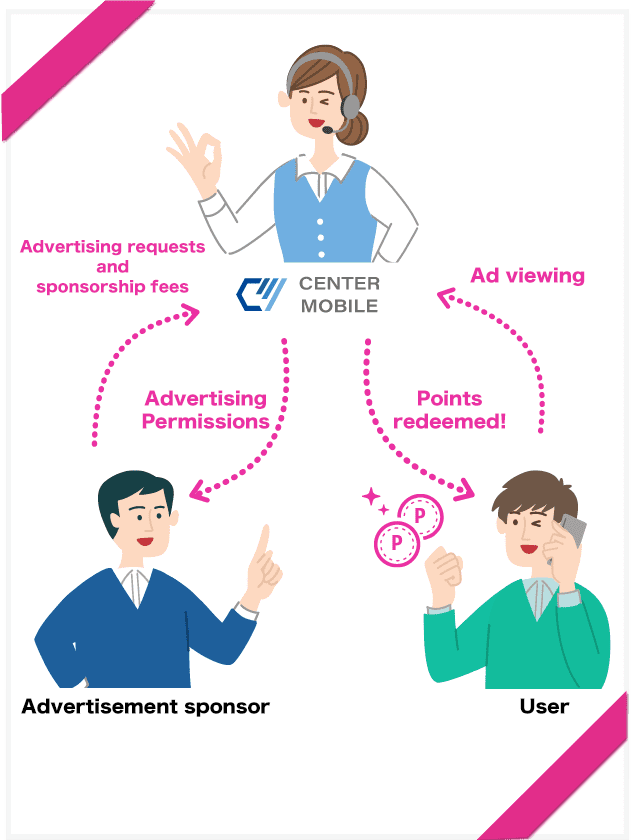 Advertising requests
and
sponsorship fees
CENTER
MOBILE
Ad viewing
Advertising
Permissions
Points
redeemed!
P
P
Advertisement sponsor
User